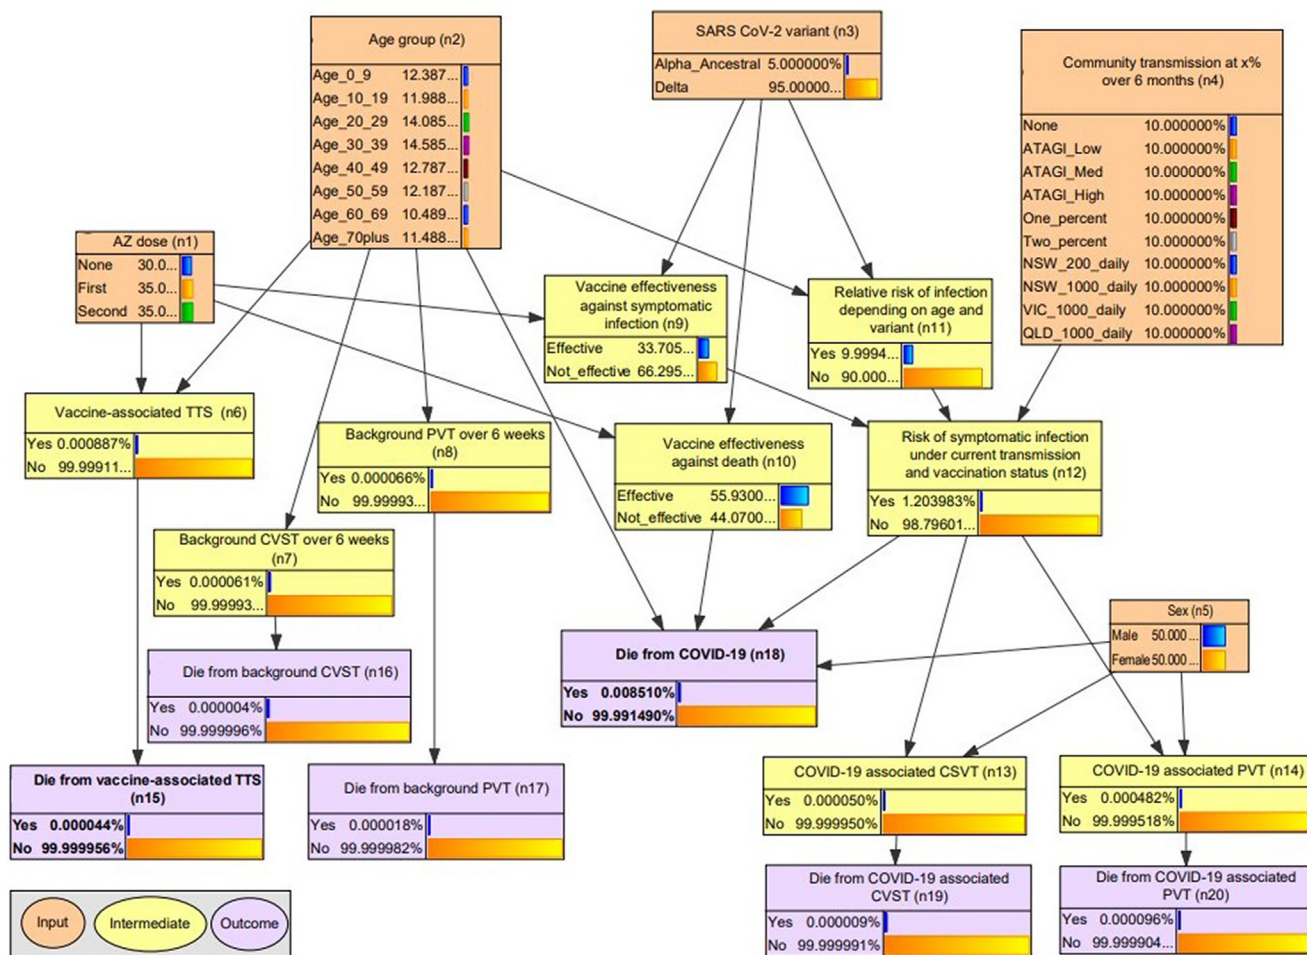 Age group (n2)
Age_0_9 12.387...
Age_10_19 11.988...
Age_20_29 14.085...
Age_30_39 14.585...
Age_40_49 12.787...
Age_50_59 12.187...
Age_60_69 10.489...
Age_70plus 11.488...
SARS CoV-2 variant (n3)
Alpha_Ancestral 5.000000%
Delta 95.00000...
Community transmission at x%
over 6 months (n4)
None 10.000000%
ATAGI_Low 10.000000%
ATAGI_Med 10.000000%
ATAGI_High 10.000000%
One_percent 10.000000%
Two_percent 10.000000%
NSW_200_daily 10.000000%
NSW_1000_daily 10.000000%
VIC_1000_daily 10.000000%
QLD_1000_daily 10.000000%
AZ dose (n1)
None 30.0...
First 35.0...
Second 35.0...
Vaccine effectiveness
against symptomatic
infection (n9)
Effective 33.705...
Not_effective 66.295...
Relative risk of infection
depending on age and
variant (n11)
Yes 9.9994...
No 90.000...
Vaccine-associated TTS (n6)
Yes 0.000887%
No 99.99911...
Background PVT over 6 weeks
(n8)
Yes 0.000066%
No 99.99993...
Vaccine effectiveness
against death (n10)
Effective 55.9300...
Not_effective 44.0700...
Risk of symptomatic infection
under current transmission
and vaccination status (n12)
Yes 1.203983%
No 98.79601...
Background CVST over 6 weeks
(n7)
Yes 0.000061%
No 99.99993...
Sex (n5)
Male 50.000 ...
Female 50.000 ...
Die from background CVST (n16)
Yes 0.000004%
No 99.999996%
Die from COVID-19 (n18)
Yes 0.008510%
No 99.991490%
Die from vaccine-associated TTS
(n15)
Yes 0.000044%
No 99.999956%
Die from background PVT (n17)
Yes 0.000018%
No 99.999982%
COVID-19 associated CSVT (n13)
Yes 0.000050%
No 99.999950%
COVID-19 associated PVT (n14)
Yes 0.000482%
No 99.999518%
Die from COVID-19 associated
CVST (n19)
Yes 0.000009%
No 99.999991%
Die from COVID-19 associated
PVT (n20)
Yes 0.000096%
No 99.999904...
Input
Intermediate
Outcome